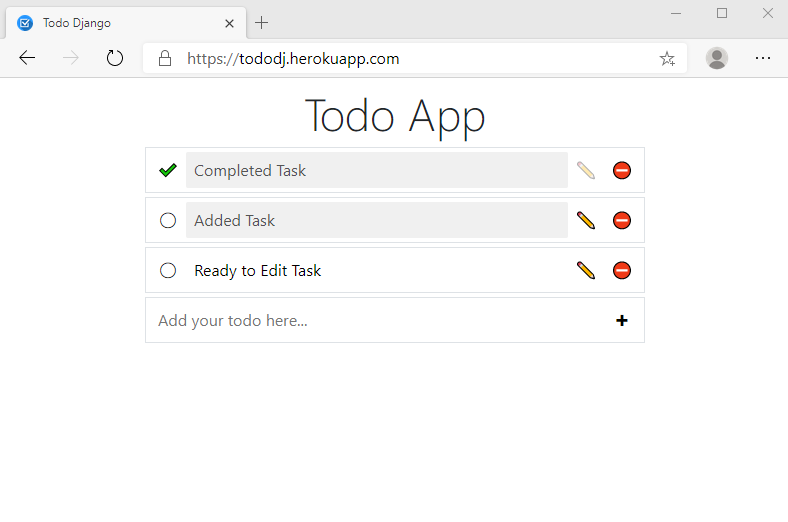 Todo Django
https://tododj.herokuapp.com
Todo App
Completed Task
Added Task
Ready to Edit Task
Add your todo here...